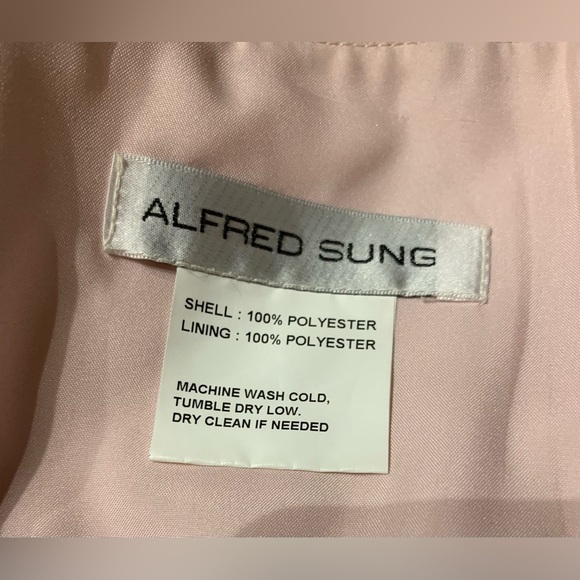 ALFRED SUNG
SHELL : 100% POLYESTER
LINING : 100% POLYESTER
MACHINE WASH COLD,
TUMBLE DRY LOW.
DRY CLEAN IF NEEDED